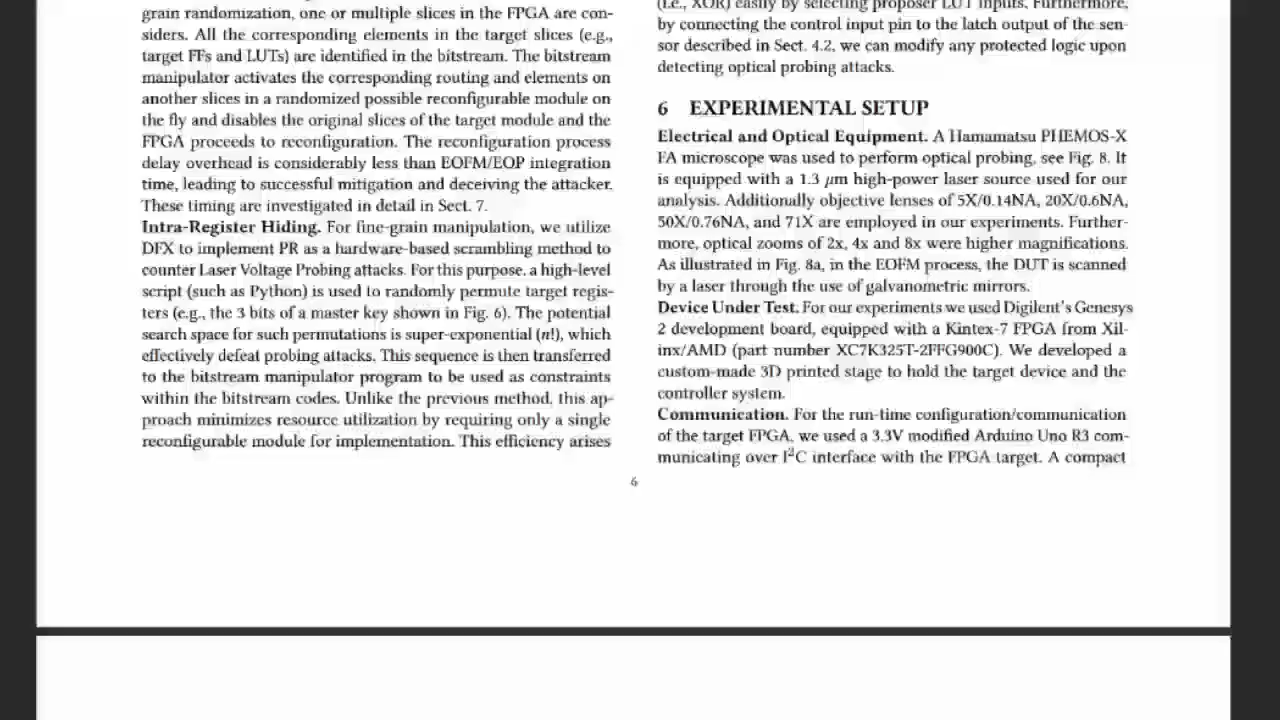 grain randomization, one or multiple slices in the FPGA are con-
siders. All the corresponding elements in the target slices (e.g.,
target FFs and LUTs) are identified in the bitstream. The bitstream
manipulator activates the corresponding routing and elements on
another slices in a randomized possible reconfigurable module on
the fly and disables the original slices of the target module and the
FPGA proceeds to reconfiguration. The reconfiguration process
delay overhead is considerably less than EOFM/EOP integration
time, leading to successful mitigation and deceiving the attacker.
These timing are investigated in detail in Sect. 7.
Intra-Register Hiding. For fine-grain manipulation, we utilize
DFX to implement PR as a hardware-based scrambling method to
counter Laser Voltage Probing attacks. For this purpose, a high-level
script (such as Python) is used to randomly permute target regis-
ters (e.g., the 3 bits of a master key shown in Fig. 6). The potential
search space for such permutations is super-exponential (n!), which
effectively defeat probing attacks. This sequence is then transferred
to the bitstream manipulator program to be used as constraints
within the bitstream codes. Unlike the previous method, this ap-
proach minimizes resource utilization by requiring only a single
reconfigurable module for implementation. This efficiency arises
(i.e., XOR) easily by selecting proposer LUT inputs. Furthermore,
by connecting the control input pin to the latch output of the sen-
sor described in Sect. 4.2, we can modify any protected logic upon
detecting optical probing attacks.
6 EXPERIMENTAL SETUP
Electrical and Optical Equipment. A Hamamatsu PHEMOS-X
FA microscope was used to perform optical probing, see Fig. 8. It
is equipped with a 1.3 μm high-power laser source used for our
analysis. Additionally objective lenses of 5X/0.14NA, 20X/0.6NA,
50X/0.76NA, and 71X are employed in our experiments. Further-
more, optical zooms of 2x, 4x and 8x were higher magnifications.
As illustrated in Fig. 8a, in the EOFM process, the DUT is scanned
by a laser through the use of galvanometric mirrors.
Device Under Test. For our experiments we used Digilent's Genesys
2 development board, equipped with a Kintex-7 FPGA from Xil-
inx/AMD (part number XC7K325T-2FFG900C). We developed a
custom-made 3D printed stage to hold the target device and the
controller system.
Communication. For the run-time configuration/communication
of the target FPGA, we used a 3.3V modified Arduino Uno R3 com-
municating over I²C interface with the FPGA target. A compact
6